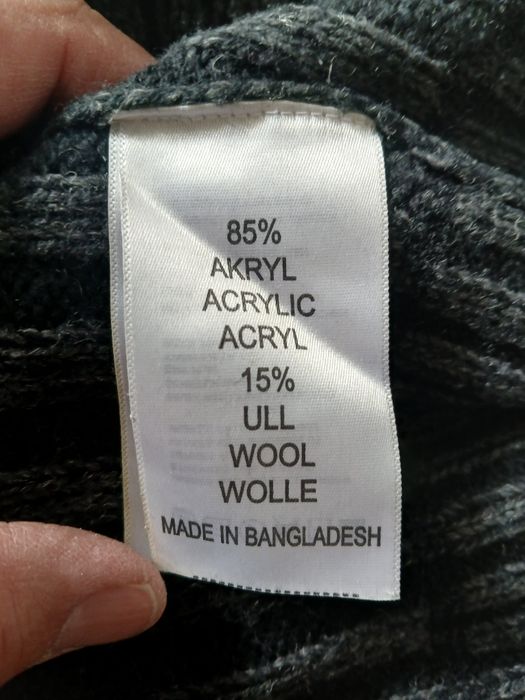 85%
AKRYL
ACRYLIC
ACRYL
15%
ULL
WOOL
WOLLE
MADE IN BANGLADESH